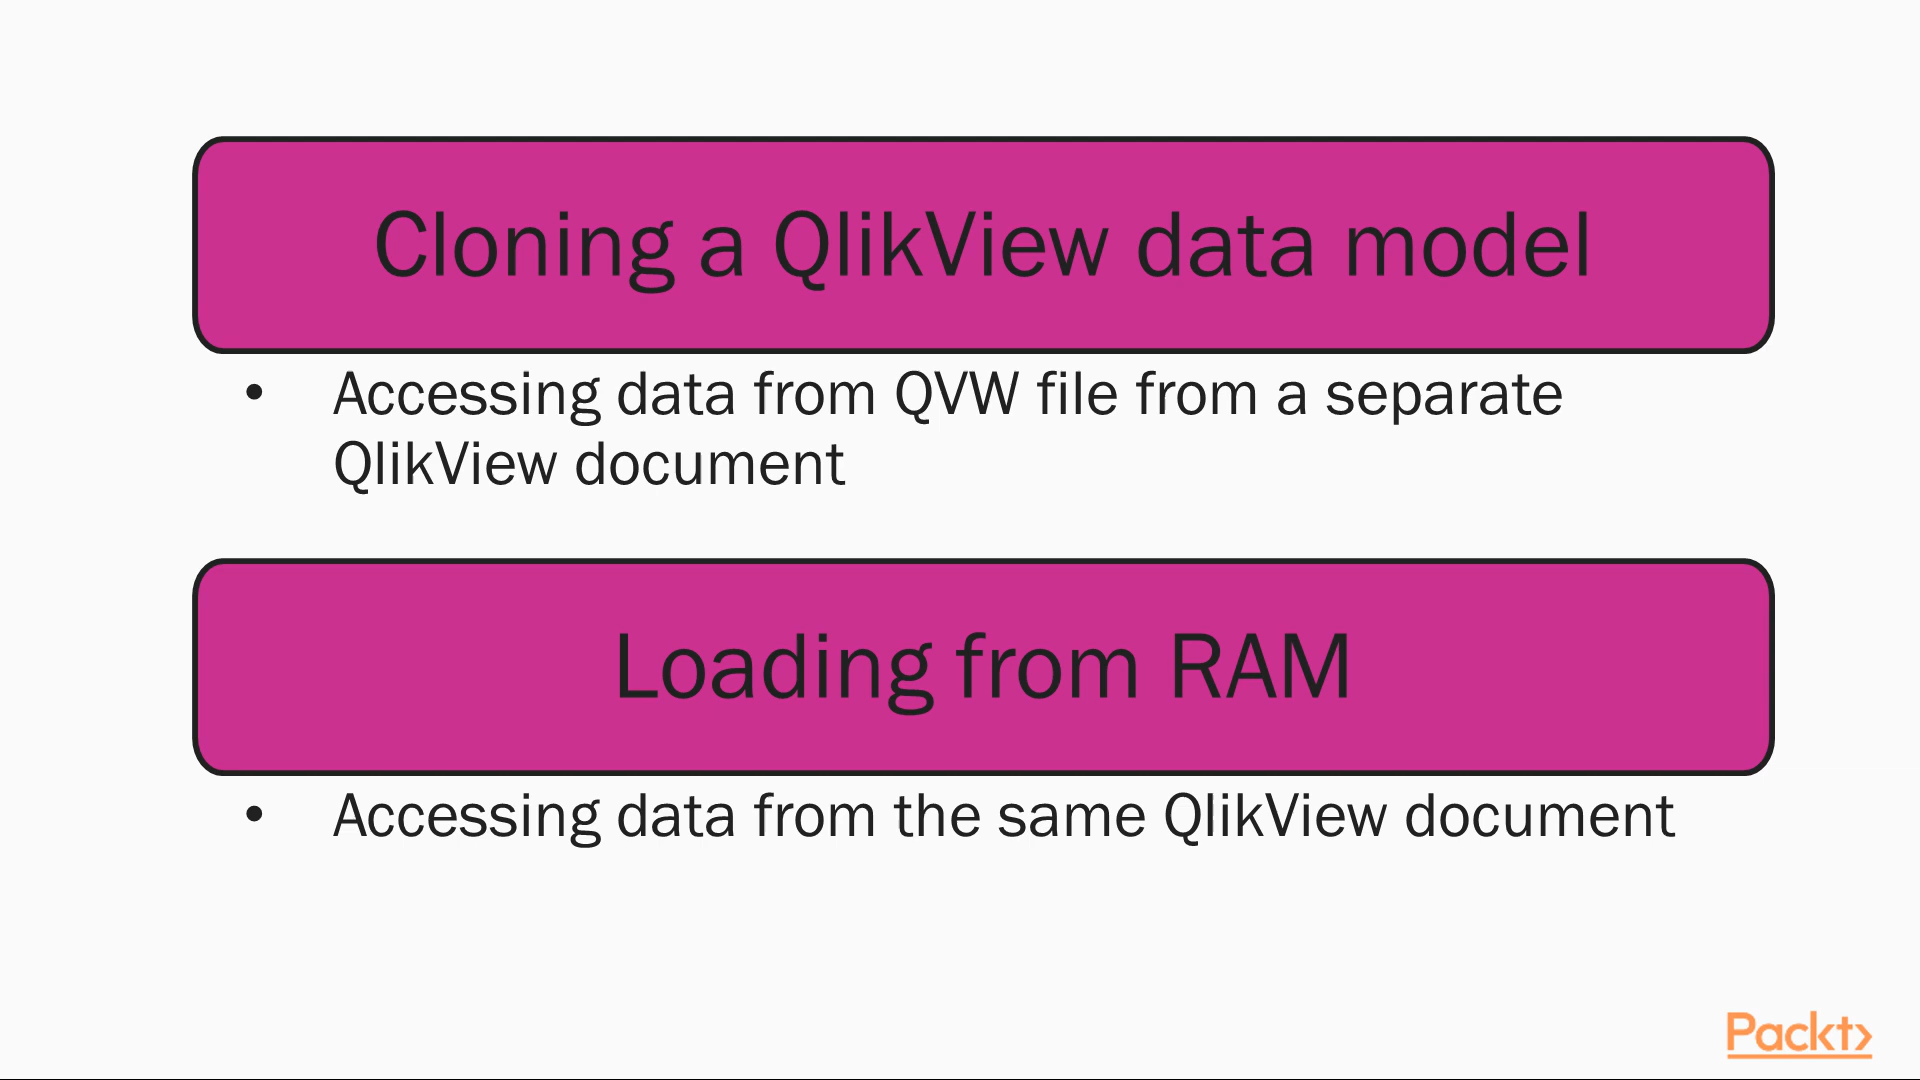 Cloning a QlikView data model
• Accessing data from QVW file from a separate
QlikView document
Loading from RAM
• Accessing data from the same QlikView document
Packt>